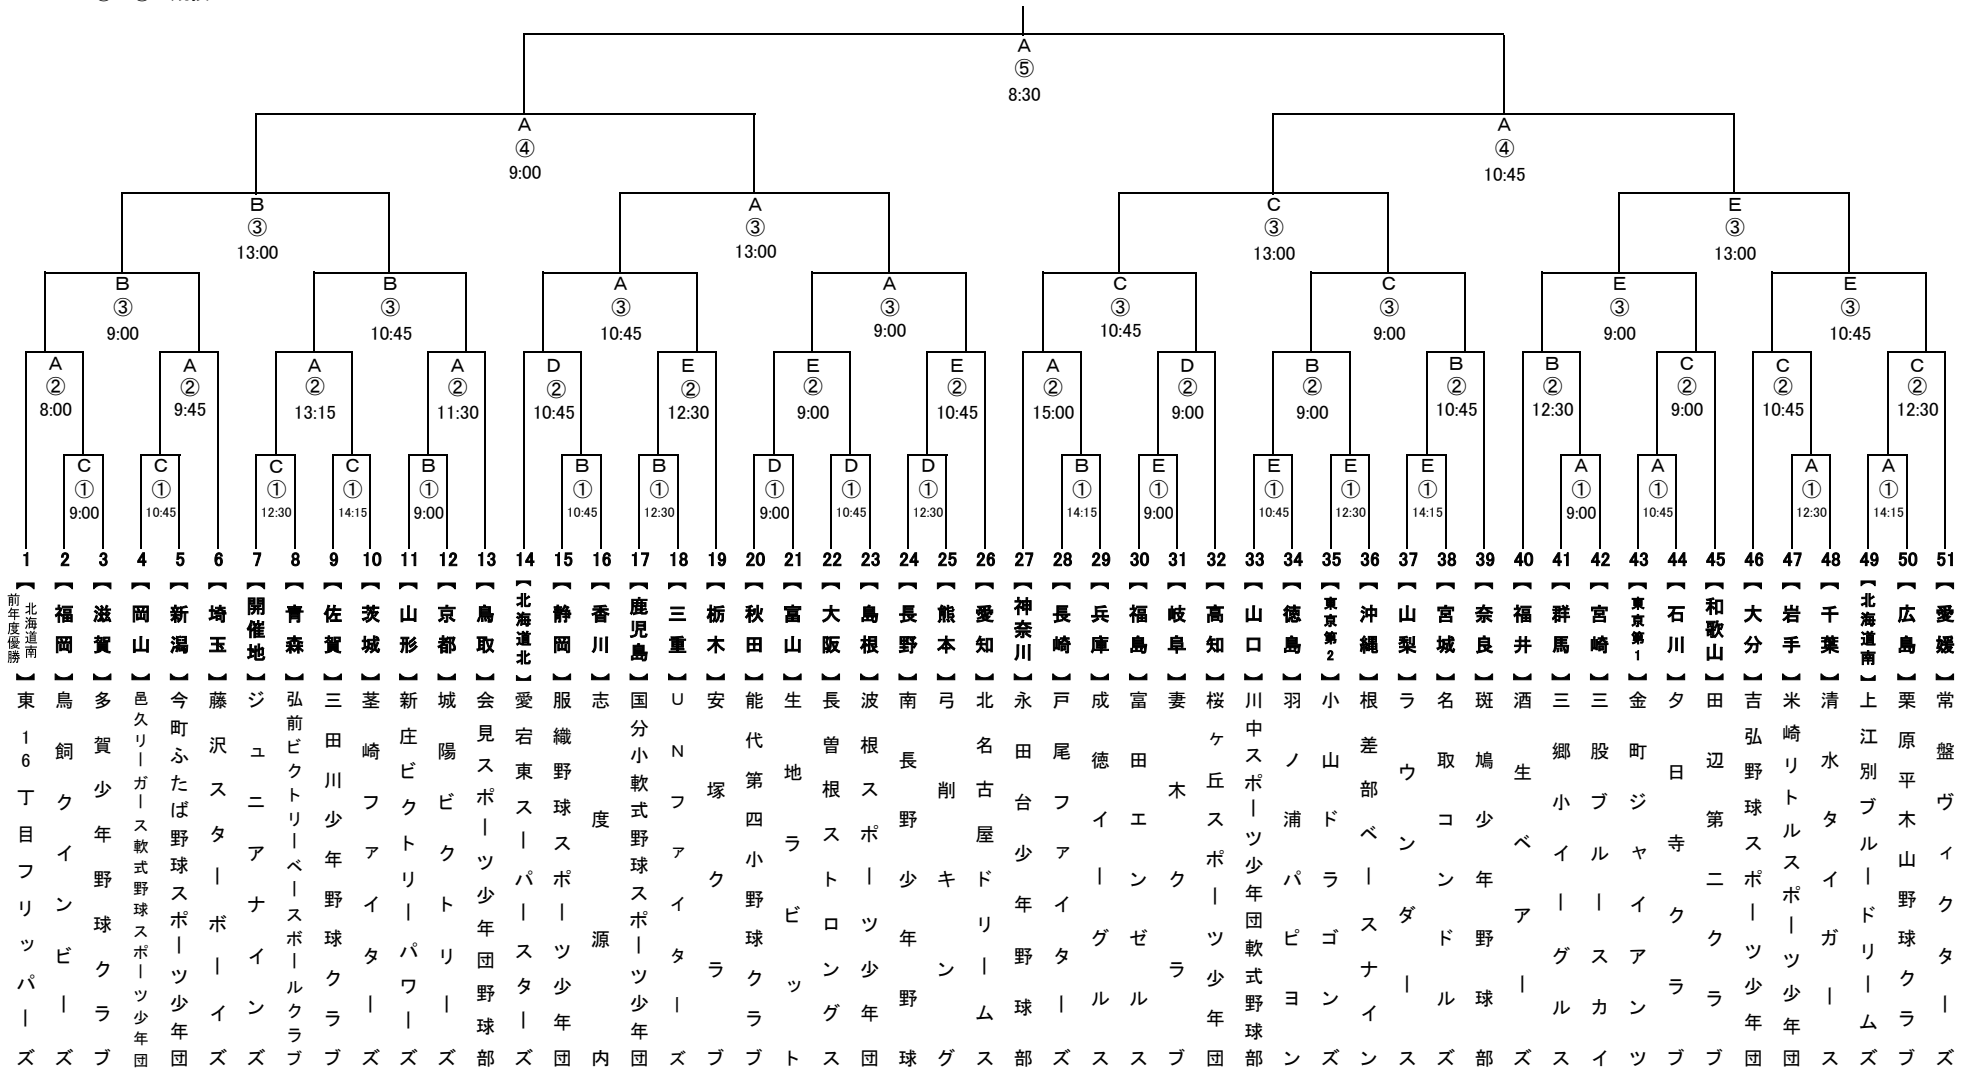 A
⑤
8:30
A
④
9:00
A
④
10:45
B
③
13:00
A
③
13:00
C
③
13:00
E
③
13:00
B
③
9:00
B
③
10:45
A
③
10:45
A
③
9:00
C
③
10:45
C
③
9:00
E
③
9:00
E
③
10:45
A
②
8:00
A
②
9:45
A
②
13:15
A
②
11:30
D
②
10:45
E
②
12:30
E
②
9:00
E
②
10:45
A
②
15:00
D
②
9:00
B
②
9:00
B
②
10:45
B
②
12:30
C
②
9:00
C
②
10:45
C
②
12:30
C
①
9:00
C
①
10:45
C
①
12:30
C
①
14:15
B
①
9:00
B
①
10:45
B
①
12:30
D
①
9:00
D
①
10:45
D
①
12:30
B
①
14:15
E
①
9:00
E
①
10:45
E
①
12:30
E
①
14:15
A
①
9:00
A
①
10:45
A
①
12:30
A
①
14:15
1 【北海道南 前年度優勝】 東16丁目フリッパーズ
2 【福岡】 鳥飼クインビーズ
3 【滋賀】 多賀少年野球クラブ
4 【岡山】 邑久リーガース軟式野球スポーツ少年団
5 【新潟】 今町ふたば野球スポーツ少年団
6 【埼玉】 藤沢スターボーイズ
7 【開催地】 ジュニアナインズ
8 【青森】 弘前ビクトリーベースボールクラブ
9 【佐賀】 三田川少年野球クラブ
10 【茨城】 茎崎ファイターズ
11 【山形】 新庄ビクトリーパワーズ
12 【京都】 城陽ビクトリーズ
13 【鳥取】 会見スポーツ少年団野球部
14 【北海道北】 愛宕東スーパースターズ
15 【静岡】 服織野球スポーツ少年団
16 【香川】 志度源内
17 【鹿児島】 国分小軟式野球スポーツ少年団
18 【三重】 UNファイターズ
19 【栃木】 安塚クラブ
20 【秋田】 能代第四小野球クラブ
21 【富山】 生地ラビット
22 【大阪】 長曽根ストロングス
23 【島根】 波根スポーツ少年団
24 【長野】 南長野少年野球
25 【熊本】 弓削キング
26 【愛知】 北名古屋ドリームス
27 【神奈川】 永田台少年野球部
28 【長崎】 戸尾ファイターズ
29 【兵庫】 成徳イーグルス
30 【福島】 富田エンゼルス
31 【岐阜】 妻木クラブ
32 【高知】 桜ヶ丘スポーツ少年団
33 【山口】 川中スポーツ少年団軟式野球部
34 【徳島】 羽ノ浦パピヨン
35 【東京第2】 小山ドラゴンズ
36 【沖縄】 根差部ベースナイン
37 【山梨】 ラウンダース
38 【宮城】 名取コンドルズ
39 【奈良】 斑鳩少年野球部
40 【福井】 酒生ベアーズ
41 【群馬】 三郷小イーグルス
42 【宮崎】 三股ブルースカイ
43 【東京第1】 金町ジャイアンツ
44 【石川】 夕日寺クラブ
45 【和歌山】 田辺第二クラブ
46 【大分】 吉弘野球スポーツ少年団
47 【岩手】 米崎リトルスポーツ少年団
48 【千葉】 清水タイガース
49 【北海道南】 上江別ブルードリームズ
50 【広島】 栗原平木山野球クラブ
51 【愛媛】 常盤ヴィクターズ